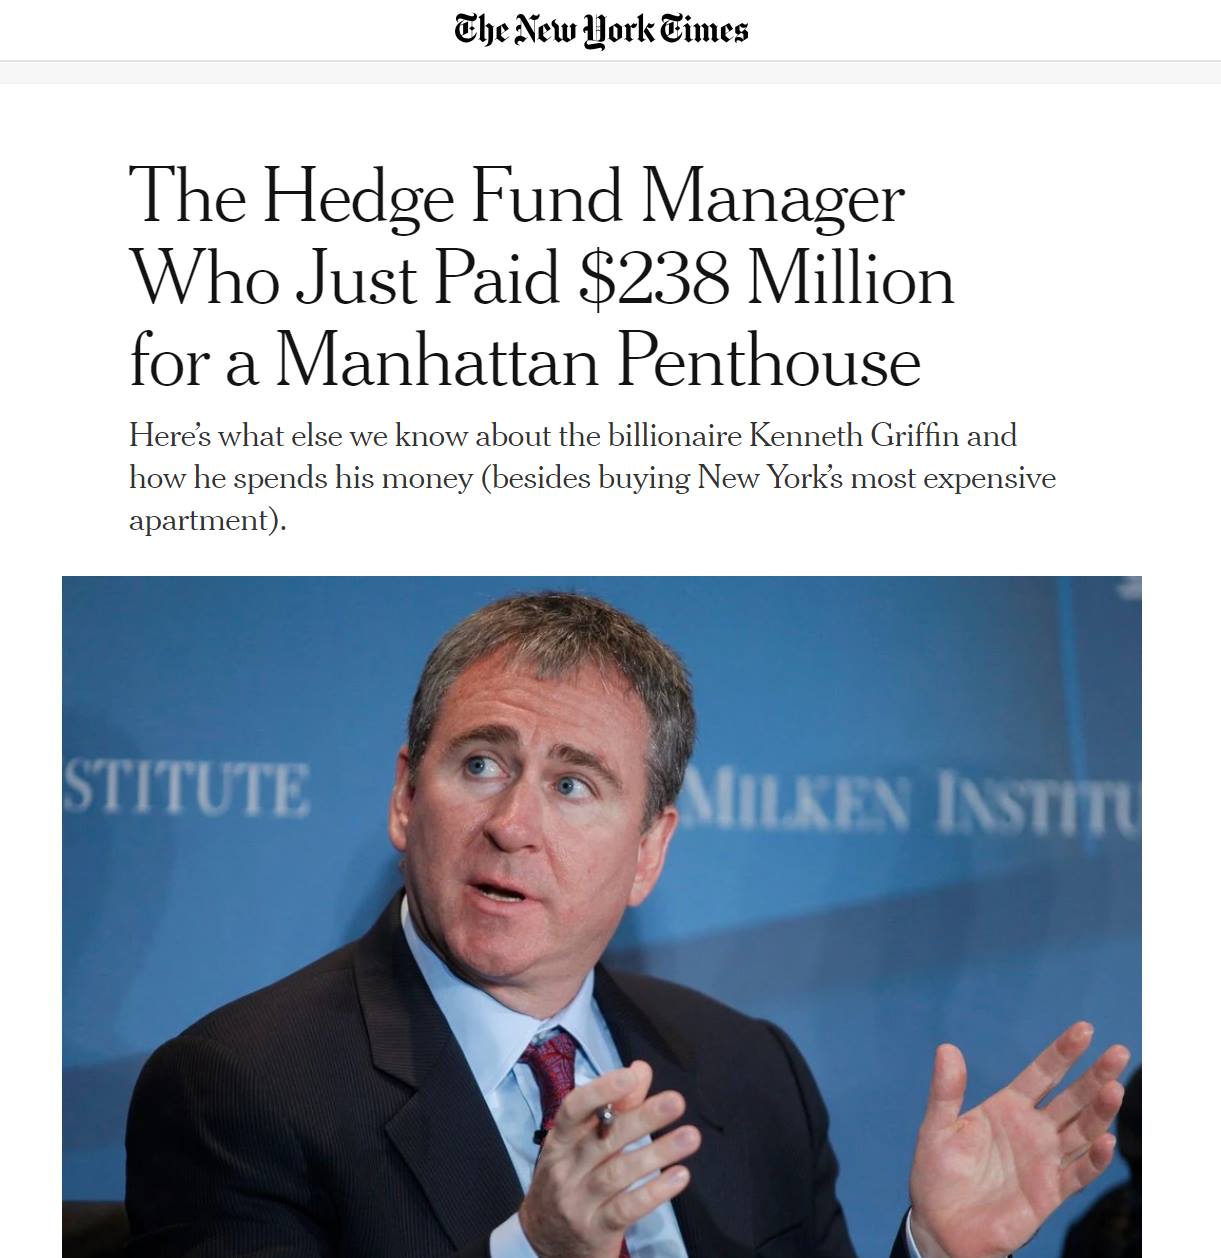 The New York Times
The Hedge Fund Manager
Who Just Paid $238 Million
for a Manhattan Penthouse
Here’s what else we know about the billionaire Kenneth Griffin and
how he spends his money (besides buying New York’s most expensive
apartment).
STITUTE
MILKEN INSTITU